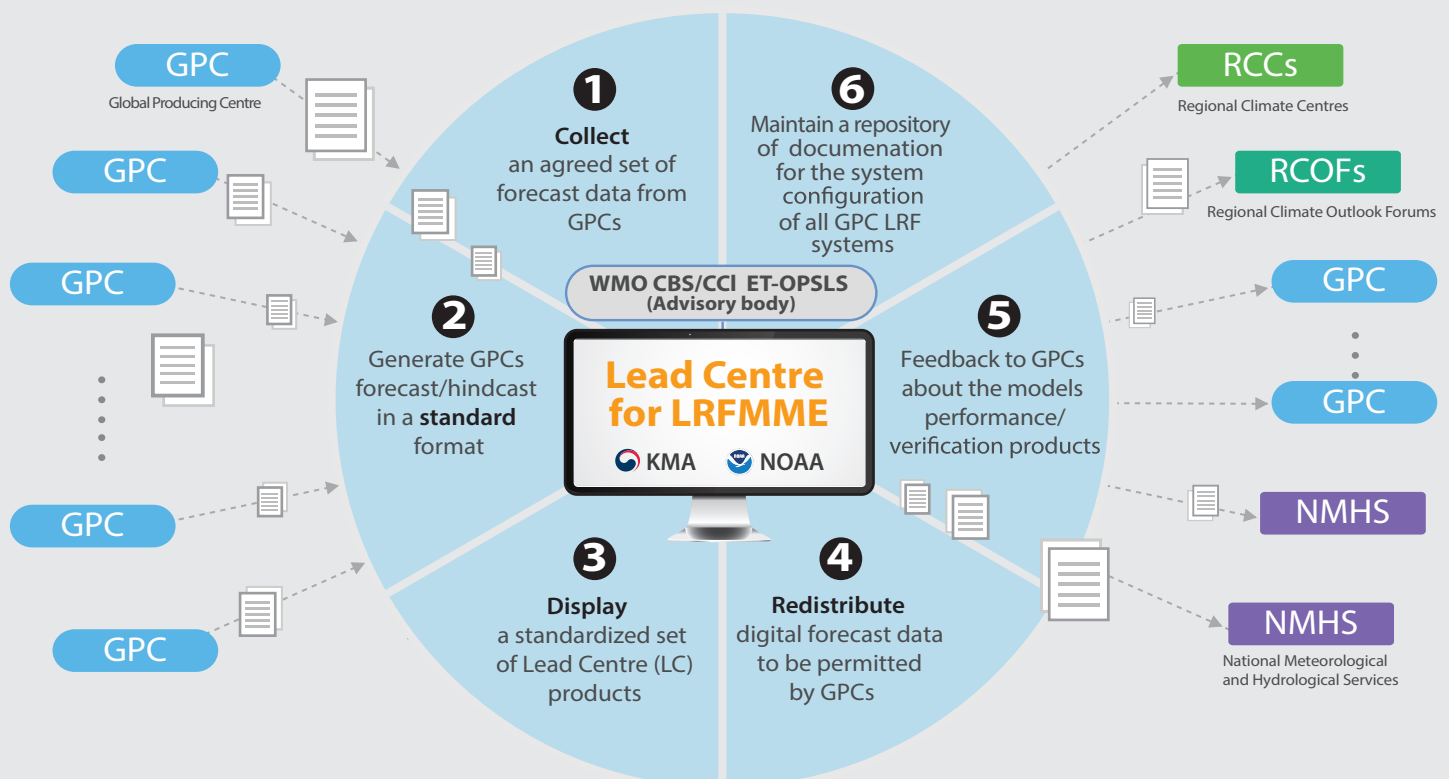 GPC
Global Producing Centre
GPC
GPC
GPC
GPC
1
Collect
an agreed set of
forecast data from
GPCs
2
Generate GPCs
forecast/hindcast
in a standard
format
3
Display
a standardized set
of Lead Centre (LC)
products
4
Redistribute
digital forecast data
to be permitted
by GPCs
5
Feedback to GPCs
about the models
performance/
verification products
6
Maintain a repository
of documenation
for the system
configuration
of all GPC LRF
systems
WMO CBS/CCl ET-OPSLS
(Advisory body)
Lead Centre
for LRFMME
KMA NOAA
RCCs
Regional Climate Centres
RCOFs
Regional Climate Outlook Forums
GPC
GPC
NMHS
NMHS
National Meteorological
and Hydrological Services